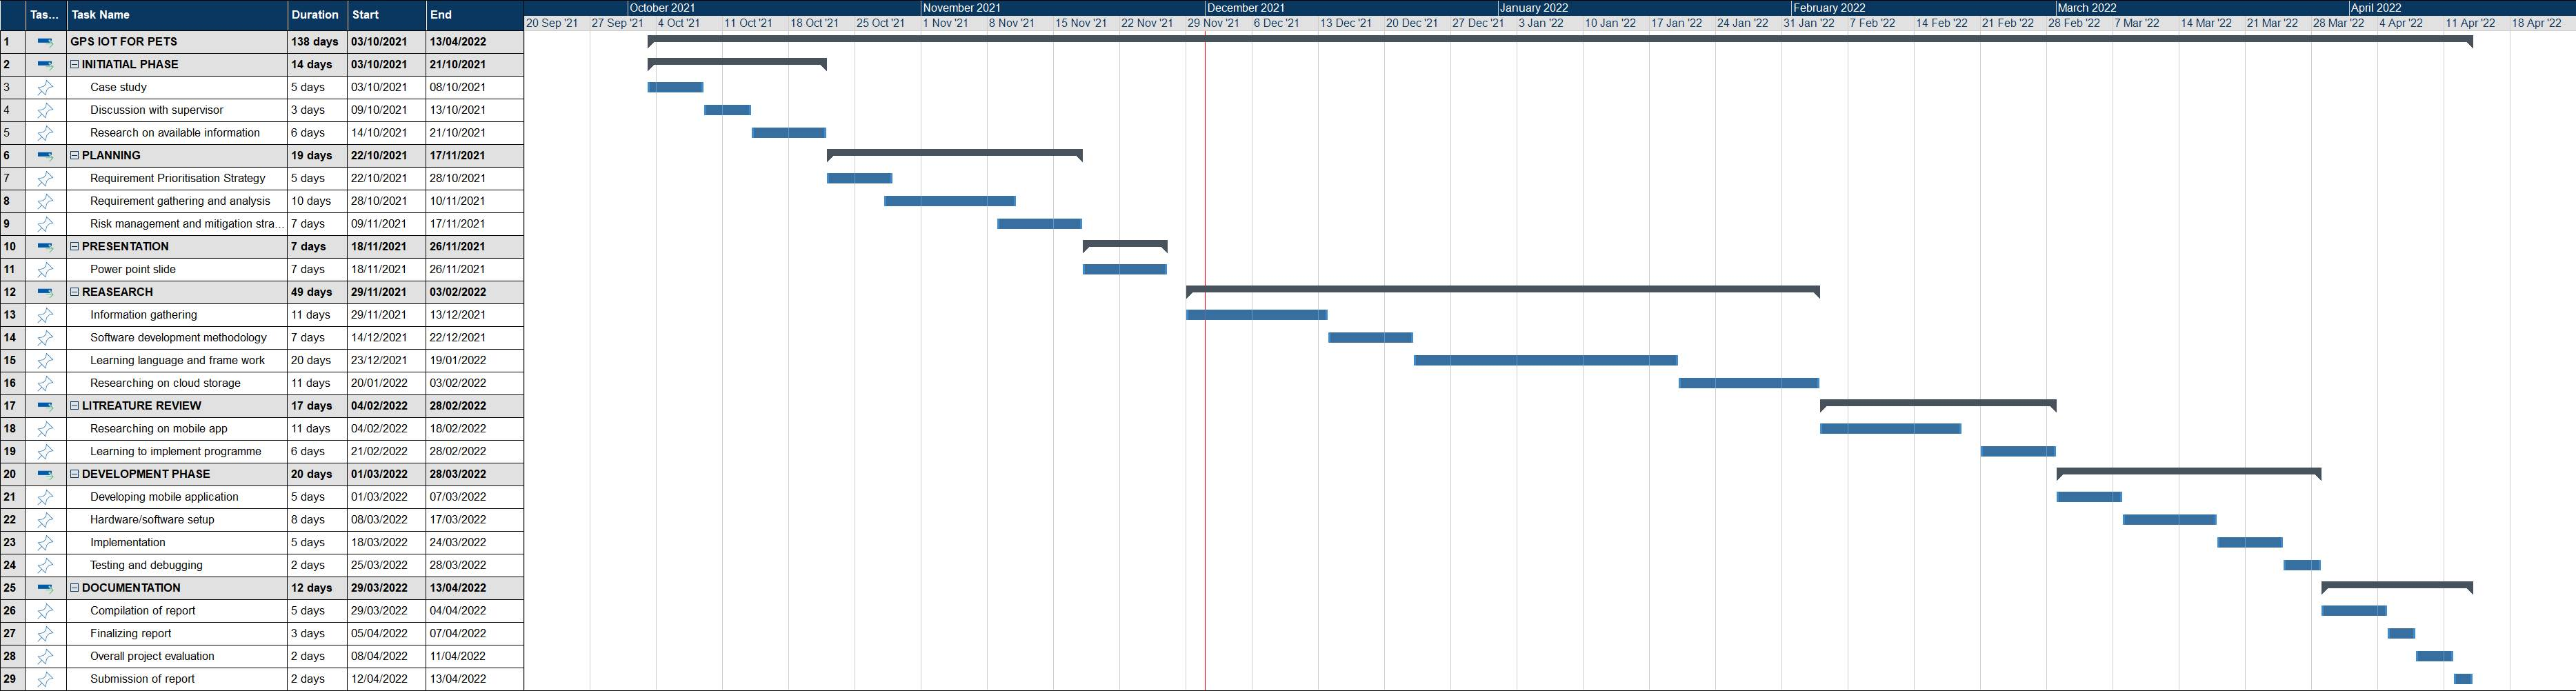 October 2021 November 2021 December 2021 January 2022 February 2022 March 2022 April 2022
Tas... Task Name Duration Start End
20 Sep '21 27 Sep '21 4 Oct '21 11 Oct '21 18 Oct '21 25 Oct '21 1 Nov '21 8 Nov '21 15 Nov '21 22 Nov '21 29 Nov '21 6 Dec '21 13 Dec '21 20 Dec '21 27 Dec '21 3 Jan '22 10 Jan '22 17 Jan '22 24 Jan '22 31 Jan '22 7 Feb '22 14 Feb '22 21 Feb '22 28 Feb '22 7 Mar '22 14 Mar '22 21 Mar '22 28 Mar '22 4 Apr '22 11 Apr '22 18 Apr '22
1 GPS IOT FOR PETS 138 days 03/10/2021 13/04/2022
2 INITIATIAL PHASE 14 days 03/10/2021 21/10/2021
3 Case study 5 days 03/10/2021 08/10/2021
4 Discussion with supervisor 3 days 09/10/2021 13/10/2021
5 Research on available information 6 days 14/10/2021 21/10/2021
6 PLANNING 19 days 22/10/2021 17/11/2021
7 Requirement Prioritisation Strategy 5 days 22/10/2021 28/10/2021
8 Requirement gathering and analysis 10 days 28/10/2021 10/11/2021
9 Risk management and mitigation stra... 7 days 09/11/2021 17/11/2021
10 PRESENTATION 7 days 18/11/2021 26/11/2021
11 Power point slide 7 days 18/11/2021 26/11/2021
12 REASEARCH 49 days 29/11/2021 03/02/2022
13 Information gathering 11 days 29/11/2021 13/12/2021
14 Software development methodology 7 days 14/12/2021 22/12/2021
15 Learning language and frame work 20 days 23/12/2021 19/01/2022
16 Researching on cloud storage 11 days 20/01/2022 03/02/2022
17 LITREATURE REVIEW 17 days 04/02/2022 28/02/2022
18 Researching on mobile app 11 days 04/02/2022 18/02/2022
19 Learning to implement programme 6 days 21/02/2022 28/02/2022
20 DEVELOPMENT PHASE 20 days 01/03/2022 28/03/2022
21 Developing mobile application 5 days 01/03/2022 07/03/2022
22 Hardware/software setup 8 days 08/03/2022 17/03/2022
23 Implementation 5 days 18/03/2022 24/03/2022
24 Testing and debugging 2 days 25/03/2022 28/03/2022
25 DOCUMENTATION 12 days 29/03/2022 13/04/2022
26 Compilation of report 5 days 29/03/2022 04/04/2022
27 Finalizing report 3 days 05/04/2022 07/04/2022
28 Overall project evaluation 2 days 08/04/2022 11/04/2022
29 Submission of report 2 days 12/04/2022 13/04/2022